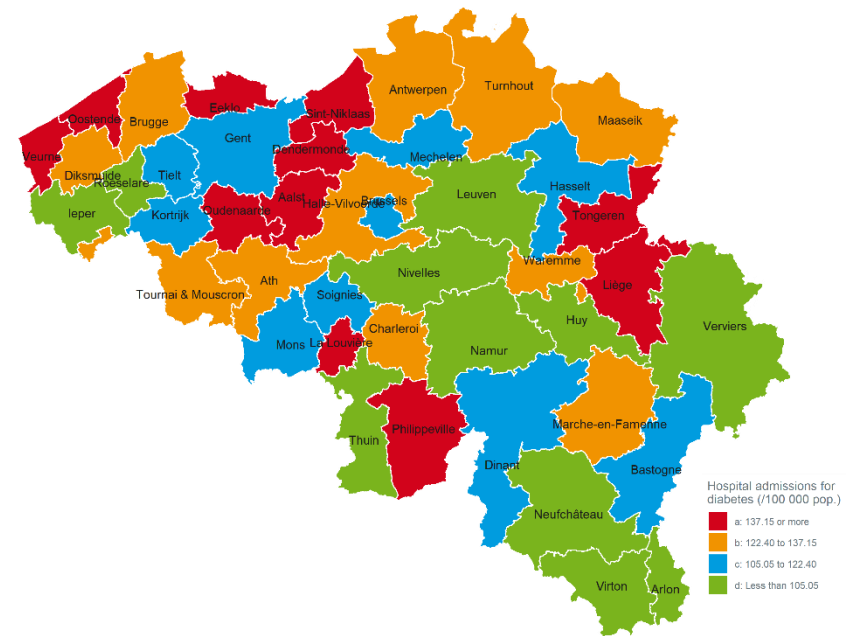 Turnhout
Antwerpen
Eeklo
Sint-Niklaas
Oostende
Brugge
Maaseik
Gent
Veurne
Dendermonde
Mechelen
Diksmuide
Tielt
Roeselare
Hasselt
Leuven
Aalst
Halle-Vilvoorde
Brussels
Ieper
Kortrijk
Oudenaarde
Tongeren
Waremme
Nivelles
Ath
Liège
Tournai & Mouscron
Soignies
Huy
Charleroi
Verviers
Mons
La Louvière
Namur
Marche-en-Famenne
Philippeville
Thuin
Dinant
Bastogne
Neufchâteau
Virton
Arlon
Hospital admissions for
diabetes (/100 000 pop.)
a: 137.15 or more
b: 122.40 to 137.15
c: 105.05 to 122.40
d: Less than 105.05